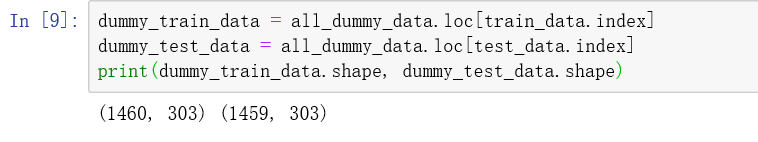 In [9]: dummy_train_data = all_dummy_data.loc[train_data.index]
dummy_test_data = all_dummy_data.loc[test_data.index]
print(dummy_train_data.shape, dummy_test_data.shape)
(1460, 303) (1459, 303)